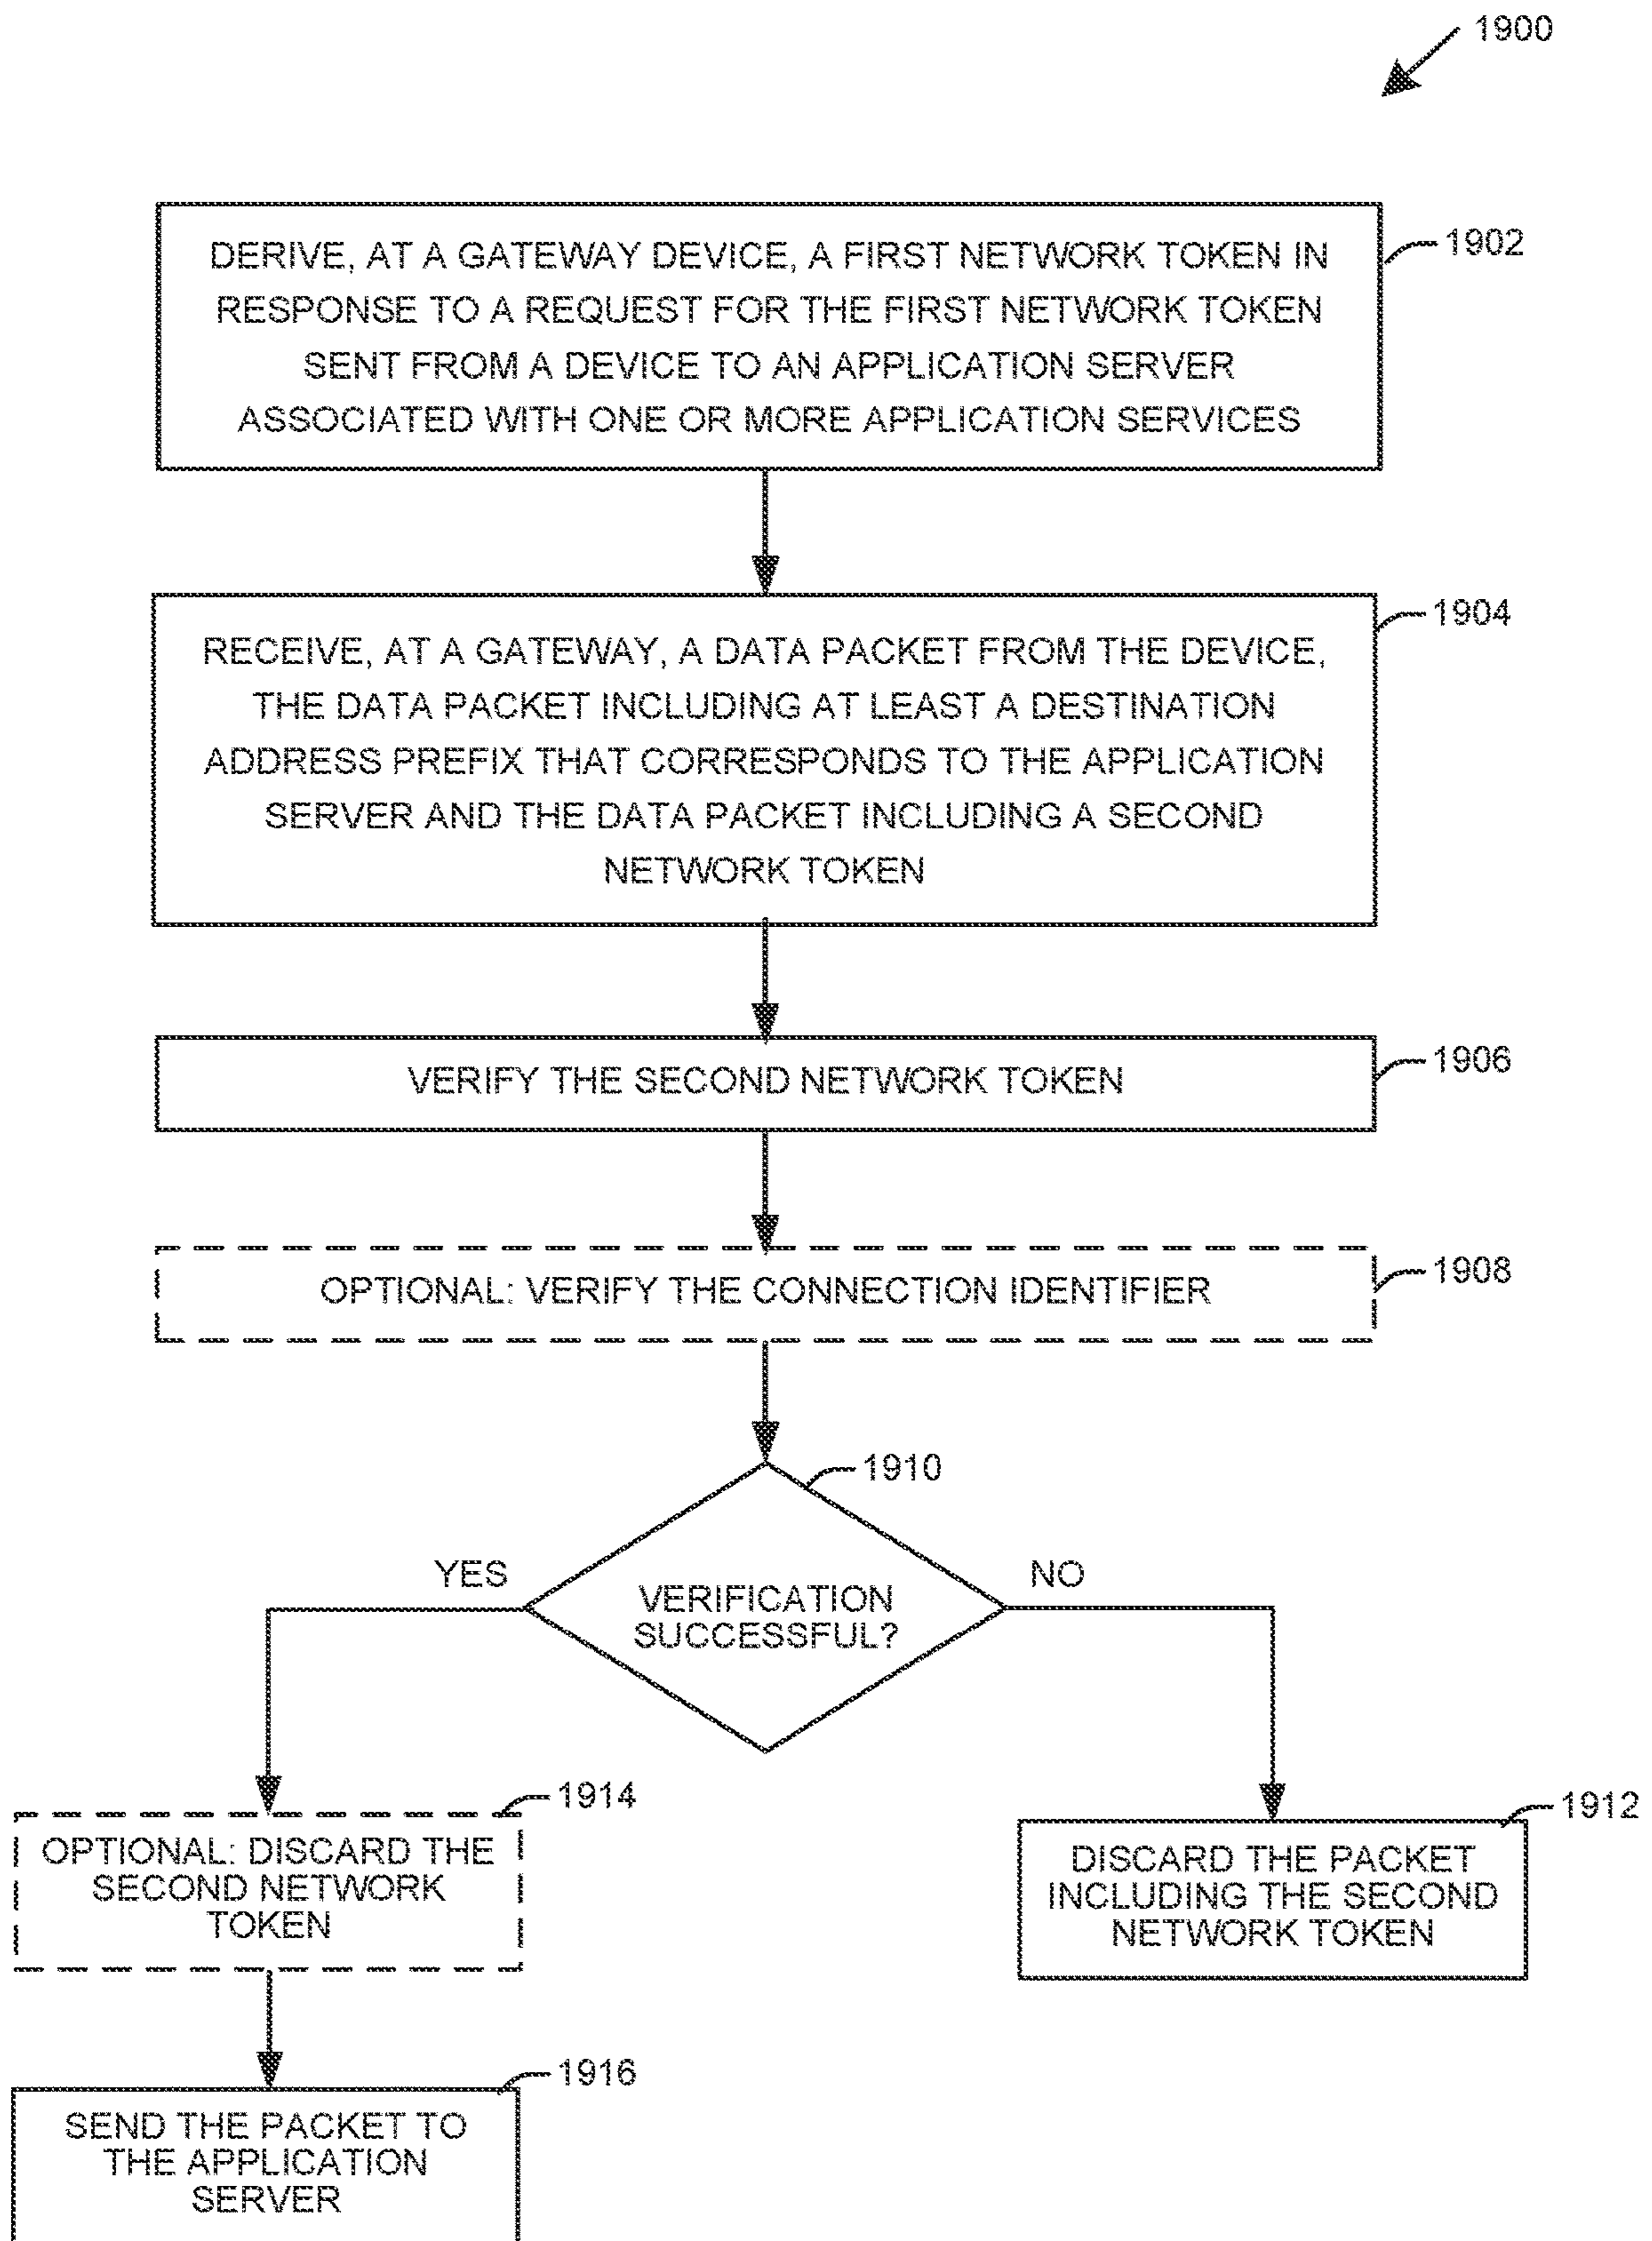 1900
DERIVE, AT A GATEWAY DEVICE, A FIRST NETWORK TOKEN IN
RESPONSE TO A REQUEST FOR THE FIRST NETWORK TOKEN
SENT FROM A DEVICE TO AN APPLICATION SERVER
ASSOCIATED WITH ONE OR MORE APPLICATION SERVICES
1902
RECEIVE, AT A GATEWAY, A DATA PACKET FROM THE DEVICE,
THE DATA PACKET INCLUDING AT LEAST A DESTINATION
ADDRESS PREFIX THAT CORRESPONDS TO THE APPLICATION
SERVER AND THE DATA PACKET INCLUDING A SECOND
NETWORK TOKEN
1904
VERIFY THE SECOND NETWORK TOKEN
1906
OPTIONAL: VERIFY THE CONNECTION IDENTIFIER
1908
1910
VERIFICATION
SUCCESSFUL?
YES
NO
1914
OPTIONAL: DISCARD THE
SECOND NETWORK
TOKEN
1912
DISCARD THE PACKET
INCLUDING THE SECOND
NETWORK TOKEN
1916
SEND THE PACKET TO
THE APPLICATION
SERVER